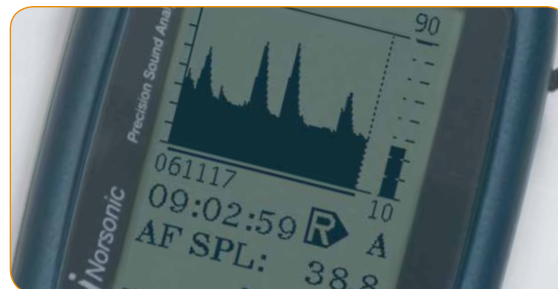 90
Precision Sound Ana
061117
10
09:02:59 R A
AF SPL: 38.8
Norsonic